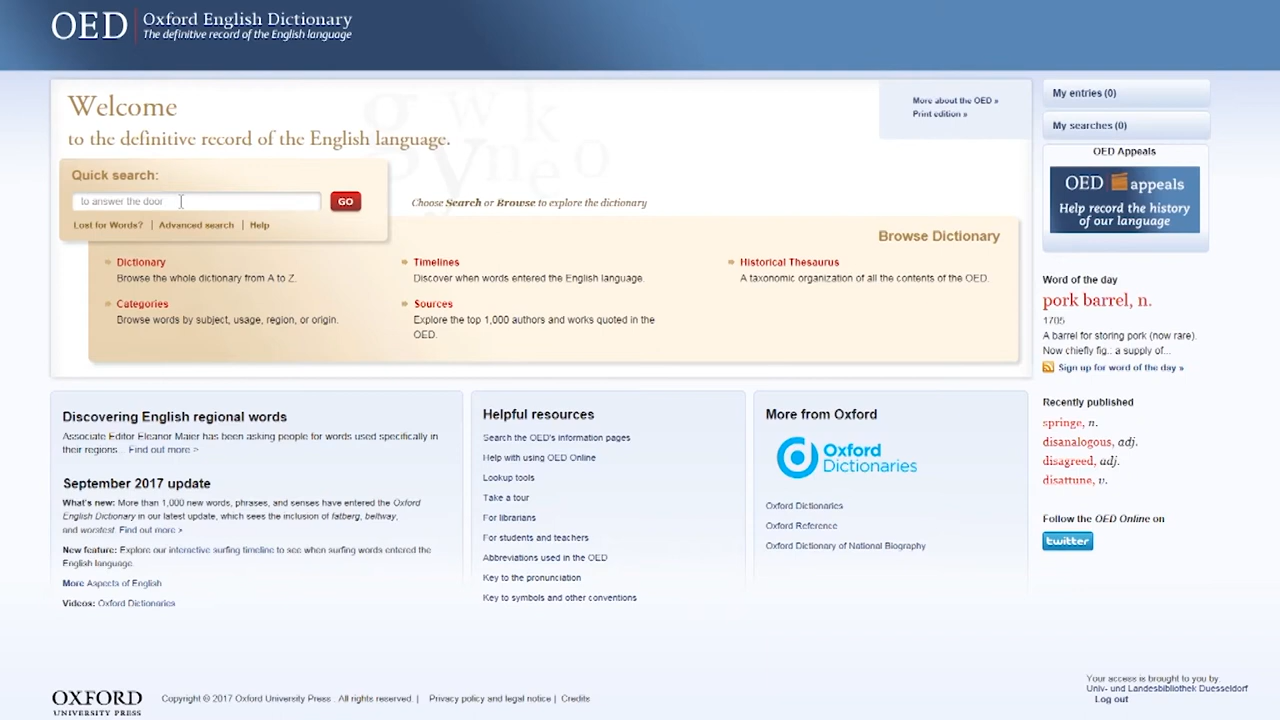 OED Oxford English Dictionary
The definitive record of the English language
Welcome
to the definitive record of the English language.
More about the OED »
Print edition »
Quick search:
to answer the door
GO
Lost for Words? | Advanced search | Help
Choose Search or Browse to explore the dictionary
Browse Dictionary
Dictionary
Browse the whole dictionary from A to Z.
Categories
Browse words by subject, usage, region, or origin.
Timelines
Discover when words entered the English language.
Sources
Explore the top 1,000 authors and works quoted in the
OED.
Historical Thesaurus
A taxonomic organization of all the contents of the OED.
My entries (0)
My searches (0)
OED Appeals
OED appeals
Help record the history
of our language
Word of the day
pork barrel, n.
1705
A barrel for storing pork (now rare).
Now chiefly fig.: a supply of...
Sign up for word of the day »
Recently published
springe, n.
disanalogous, adj.
disagreed, adj.
disattune, v.
Follow the OED Online on
twitter
Discovering English regional words
Associate Editor Eleanor Maier has been asking people for words used specifically in
their regions... Find out more >
September 2017 update
What's new: More than 1,000 new words, phrases, and senses have entered the Oxford
English Dictionary in our latest update, which sees the inclusion of fatberg, beltway,
and worstest. Find out more >
New feature: Explore our interactive surfing timeline to see when surfing words entered the
English language.
More Aspects of English
Videos: Oxford Dictionaries
Helpful resources
Search the OED's information pages
Help with using OED Online
Lookup tools
Take a tour
For librarians
For students and teachers
Abbreviations used in the OED
Key to the pronunciation
Key to symbols and other conventions
More from Oxford
Oxford
Dictionaries
Oxford Dictionaries
Oxford Reference
Oxford Dictionary of National Biography
OXFORD
UNIVERSITY PRESS
Copyright © 2017 Oxford University Press . All rights reserved. | Privacy policy and legal notice | Credits
Your access is brought to you by:
Univ- und Landesbibliothek Duesseldorf
Log out